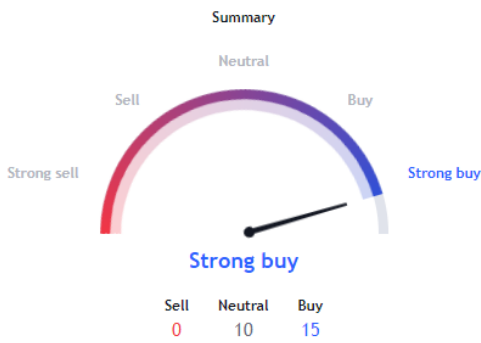 Summary
Neutral
Sell Buy
Strong sell Strong buy
Strong buy
Sell Neutral Buy
0 10 15